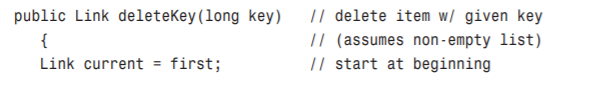 public Link deleteKey(long key)   // delete item w/ given key
   {                              // (assumes non-empty list)
   Link current = first;          // start at beginning